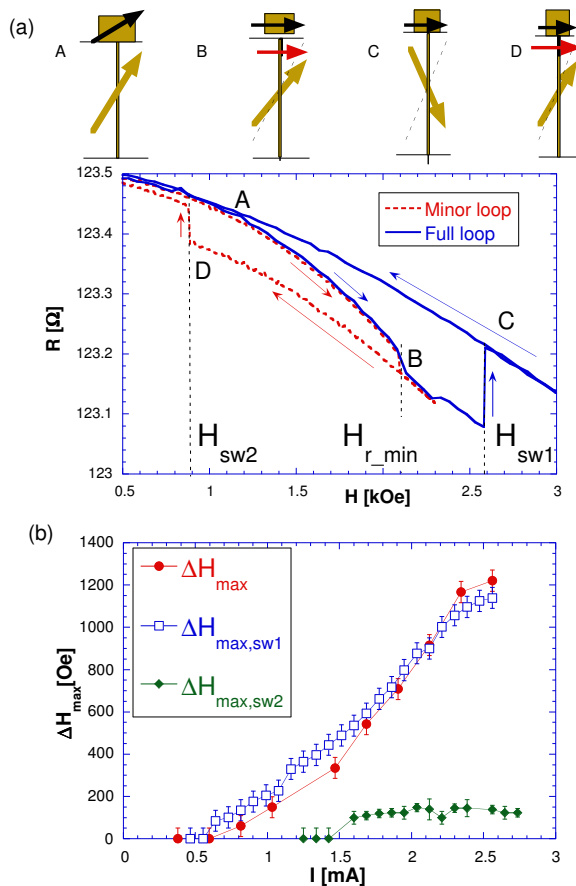 (a)
A
B
C
D
123.5
123.4
123.3
123.2
123.1
123
R [Ω]
Minor loop
Full loop
A
B
C
D
H sw2
H r_min
H sw1
0.5
1
1.5
2
2.5
3
H [kOe]
(b)
1400
1200
1000
800
600
400
200
0
ΔH max [Oe]
ΔH max
ΔH max,sw1
ΔH max,sw2
0
0.5
1
1.5
2
2.5
3
I [mA]